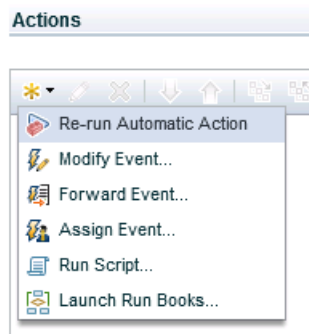 Actions
Re-run Automatic Action
Modify Event...
Forward Event...
Assign Event...
Run Script...
Launch Run Books...